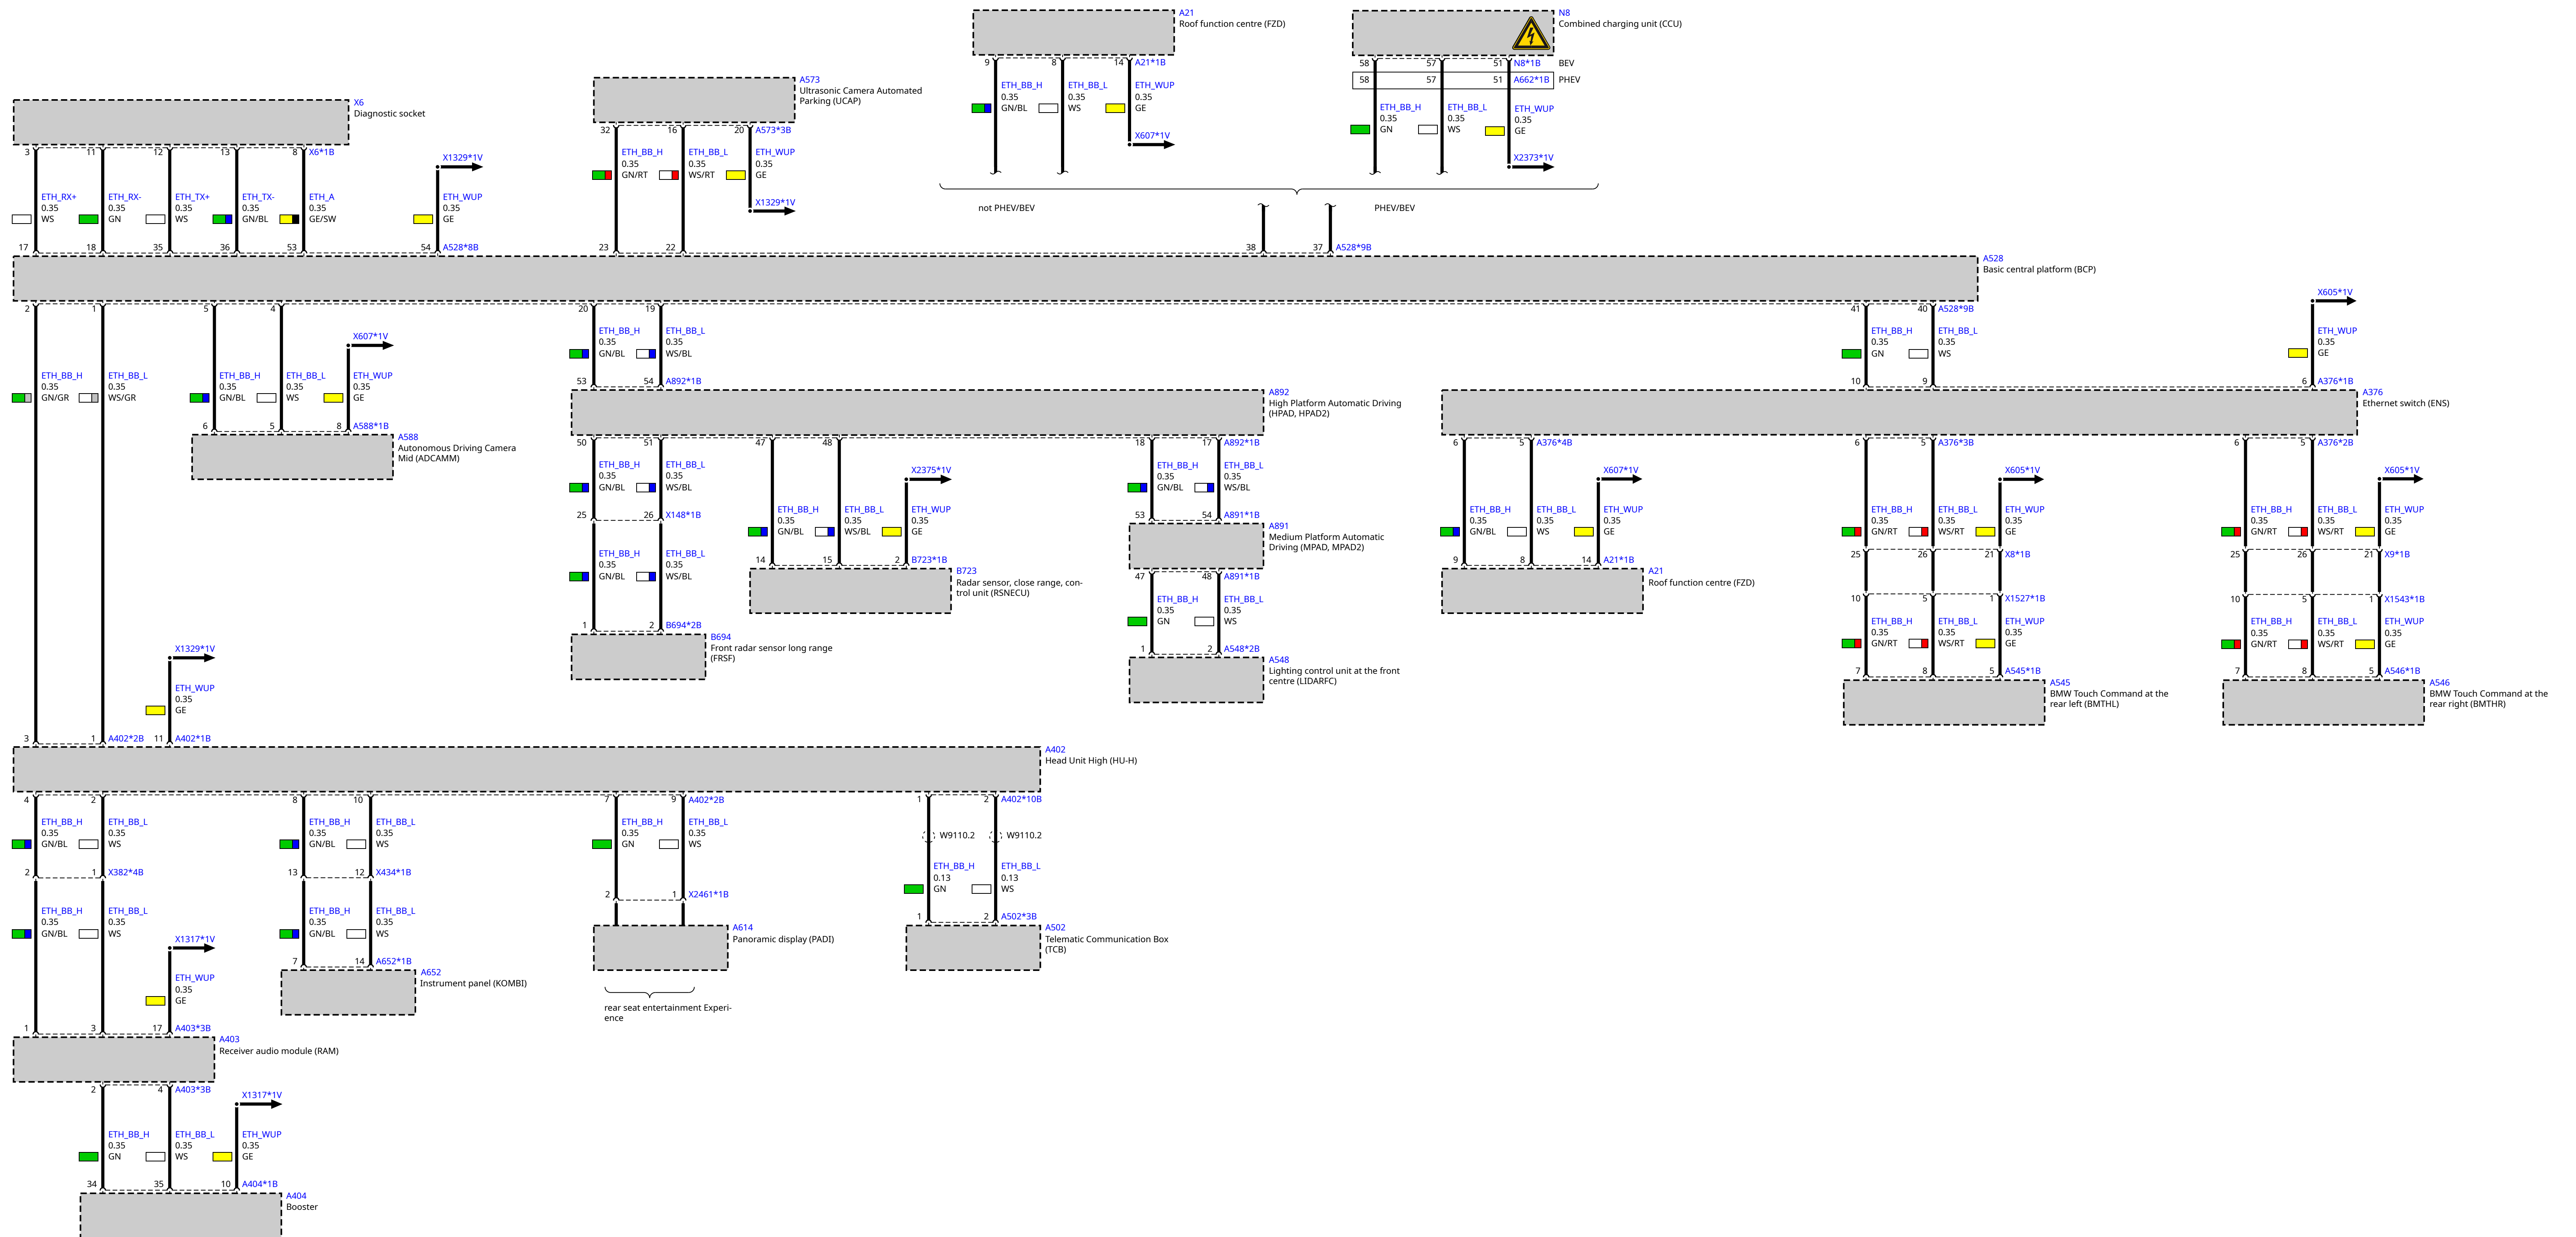 A21
Roof function centre (FZD)
9
8
14
A21*1B
ETH_BB_H
0.35
GN/BL
ETH_BB_L
0.35
WS
ETH_WUP
0.35
GE
X607*1V
N8
Combined charging unit (CCU)
58
57
51
N8*1B
BEV
58
57
51
A662*1B
PHEV
ETH_BB_H
0.35
GN
ETH_BB_L
0.35
WS
ETH_WUP
0.35
GE
X2373*1V
not PHEV/BEV
PHEV/BEV
A573
Ultrasonic Camera Automated
Parking (UCAP)
32
16
20
A573*3B
ETH_BB_H
0.35
GN/RT
ETH_BB_L
0.35
WS/RT
ETH_WUP
0.35
GE
X1329*1V
X6
Diagnostic socket
3
11
12
13
8
X6*1B
ETH_RX+
0.35
WS
ETH_RX-
0.35
GN
ETH_TX+
0.35
WS
ETH_TX-
0.35
GN/BL
ETH_A
0.35
GE/SW
X1329*1V
ETH_WUP
0.35
GE
17
18
35
36
53
54
A528*8B
23
22
38
37
A528*9B
A528
Basic central platform (BCP)
2
1
5
4
20
19
41
40
A528*9B
ETH_BB_H
0.35
GN/GR
ETH_BB_L
0.35
WS/GR
ETH_BB_H
0.35
GN/BL
ETH_BB_L
0.35
WS
X607*1V
ETH_WUP
0.35
GE
6
5
8
A588*1B
A588
Autonomous Driving Camera
Mid (ADCAMM)
ETH_BB_H
0.35
GN/BL
ETH_BB_L
0.35
WS/BL
53
54
A892*1B
A892
High Platform Automatic Driving
(HPAD, HPAD2)
50
51
47
48
18
17
A892*1B
ETH_BB_H
0.35
GN/BL
ETH_BB_L
0.35
WS/BL
25
26
X148*1B
ETH_BB_H
0.35
GN/BL
ETH_BB_L
0.35
WS/BL
1
2
B694*2B
B694
Front radar sensor long range
(FRSF)
ETH_BB_H
0.35
GN/BL
ETH_BB_L
0.35
WS/BL
X2375*1V
ETH_WUP
0.35
GE
14
15
2
B723*1B
B723
Radar sensor, close range, con-
trol unit (RSNECU)
ETH_BB_H
0.35
GN/BL
ETH_BB_L
0.35
WS/BL
53
54
A891*1B
A891
Medium Platform Automatic
Driving (MPAD, MPAD2)
47
48
A891*1B
ETH_BB_H
0.35
GN
ETH_BB_L
0.35
WS
1
2
A548*2B
A548
Lighting control unit at the front
centre (LIDARFC)
ETH_BB_H
0.35
GN
ETH_BB_L
0.35
WS
X605*1V
ETH_WUP
0.35
GE
10
9
6
A376*1B
A376
Ethernet switch (ENS)
6
5
A376*4B
6
5
A376*3B
6
5
A376*2B
ETH_BB_H
0.35
GN/BL
ETH_BB_L
0.35
WS
X607*1V
ETH_WUP
0.35
GE
9
8
14
A21*1B
A21
Roof function centre (FZD)
ETH_BB_H
0.35
GN/RT
ETH_BB_L
0.35
WS/RT
X605*1V
ETH_WUP
0.35
GE
25
26
21
X8*1B
10
5
1
X1527*1B
ETH_BB_H
0.35
GN/RT
ETH_BB_L
0.35
WS/RT
ETH_WUP
0.35
GE
7
8
5
A545*1B
A545
BMW Touch Command at the
rear left (BMTHL)
ETH_BB_H
0.35
GN/RT
ETH_BB_L
0.35
WS/RT
X605*1V
ETH_WUP
0.35
GE
25
26
21
X9*1B
10
5
1
X1543*1B
ETH_BB_H
0.35
GN/RT
ETH_BB_L
0.35
WS/RT
ETH_WUP
0.35
GE
7
8
5
A546*1B
A546
BMW Touch Command at the
rear right (BMTHR)
X1329*1V
ETH_WUP
0.35
GE
3
1
A402*2B
11
A402*1B
A402
Head Unit High (HU-H)
4
2
8
10
7
9
A402*2B
1
2
A402*10B
ETH_BB_H
0.35
GN/BL
ETH_BB_L
0.35
WS
2
1
X382*4B
ETH_BB_H
0.35
GN/BL
ETH_BB_L
0.35
WS
X1317*1V
ETH_WUP
0.35
GE
1
3
17
A403*3B
A403
Receiver audio module (RAM)
2
4
A403*3B
X1317*1V
ETH_BB_H
0.35
GN
ETH_BB_L
0.35
WS
ETH_WUP
0.35
GE
34
35
10
A404*1B
A404
Booster
ETH_BB_H
0.35
GN/BL
ETH_BB_L
0.35
WS
13
12
X434*1B
ETH_BB_H
0.35
GN/BL
ETH_BB_L
0.35
WS
7
14
A652*1B
A652
Instrument panel (KOMBI)
ETH_BB_H
0.35
GN
ETH_BB_L
0.35
WS
2
1
X2461*1B
A614
Panoramic display (PADI)
rear seat entertainment Experi-
ence
W9110.2
W9110.2
ETH_BB_H
0.13
GN
ETH_BB_L
0.13
WS
1
2
A502*3B
A502
Telematic Communication Box
(TCB)